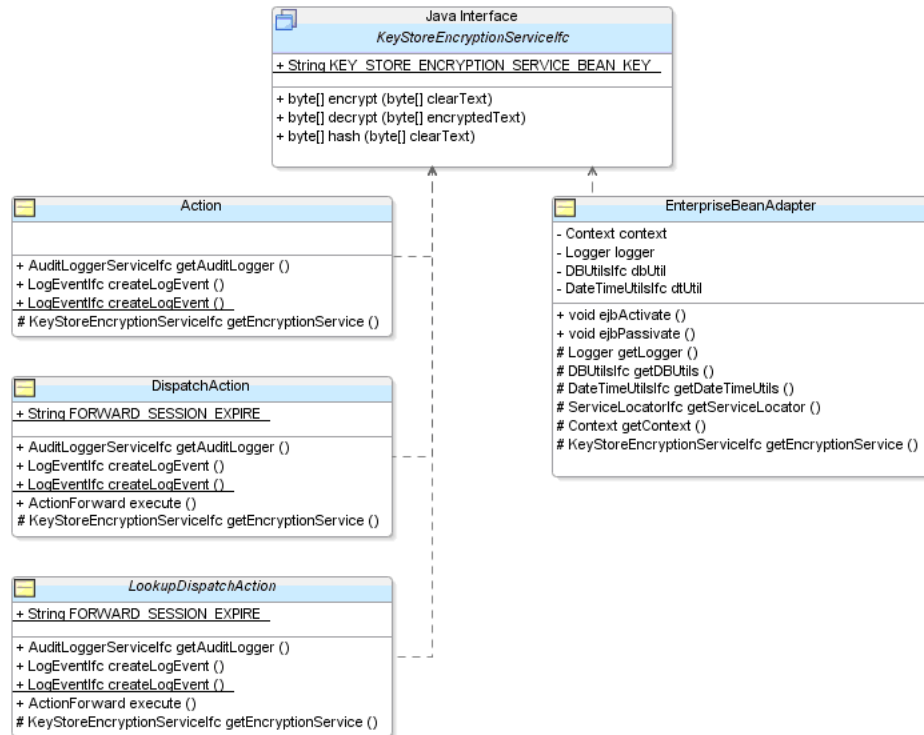 Java Interface
KeyStoreEncryptionServiceIfc
+ String KEY_STORE_ENCRYPTION_SERVICE_BEAN_KEY
+ byte[] encrypt (byte[] clearText)
+ byte[] decrypt (byte[] encryptedText)
+ byte[] hash (byte[] clearText)
Action
+ AuditLoggerServiceIfc getAuditLogger ()
+ LogEventIfc createLogEvent ()
+ LogEventIfc createLogEvent ()
# KeyStoreEncryptionServiceIfc getEncryptionService ()
EnterpriseBeanAdapter
- Context context
- Logger logger
- DBUtilsIfc dbUtil
- DateTimeUtilsIfc dtUtil
+ void ejbActivate ()
+ void ejbPassivate ()
# Logger getLogger ()
# DBUtilsIfc getDBUtils ()
# DateTimeUtilsIfc getDateTimeUtils ()
# ServiceLocatorIfc getServiceLocator ()
# Context getContext ()
# KeyStoreEncryptionServiceIfc getEncryptionService ()
DispatchAction
+ String FORWARD_SESSION_EXPIRE
+ AuditLoggerServiceIfc getAuditLogger ()
+ LogEventIfc createLogEvent ()
+ LogEventIfc createLogEvent ()
+ ActionForward execute ()
# KeyStoreEncryptionServiceIfc getEncryptionService ()
LookupDispatchAction
+ String FORWARD_SESSION_EXPIRE
+ AuditLoggerServiceIfc getAuditLogger ()
+ LogEventIfc createLogEvent ()
+ LogEventIfc createLogEvent ()
+ ActionForward execute ()
# KeyStoreEncryptionServiceIfc getEncryptionService ()